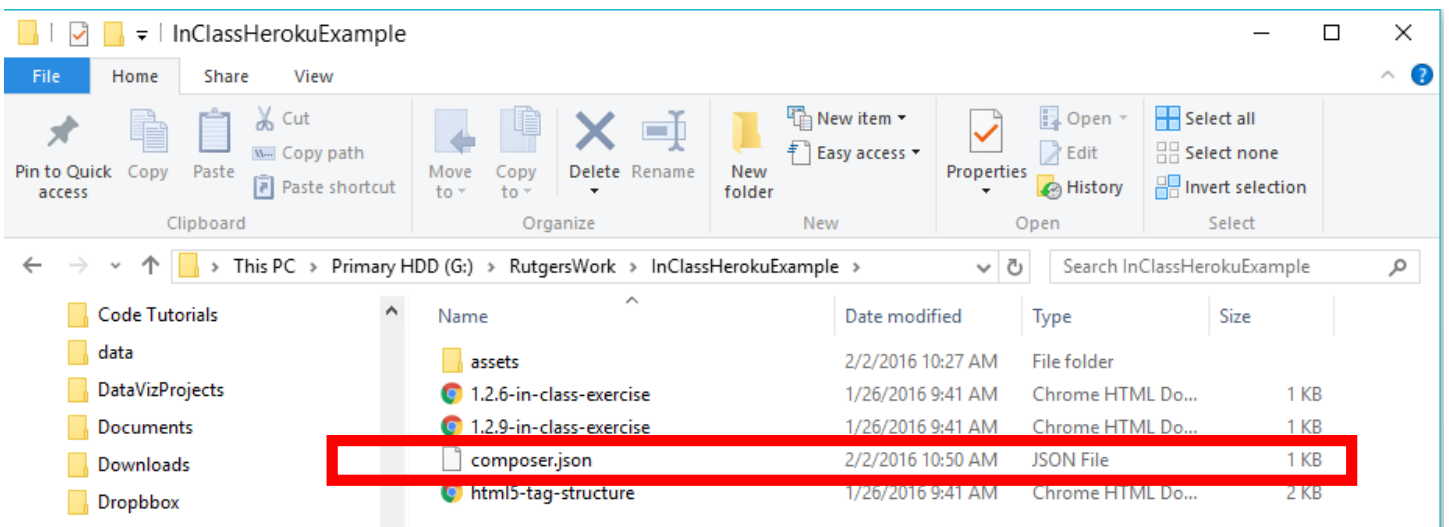 InClassHerokuExample
File Home Share View
Pin to Quick access
Copy
Paste
Cut
W... Copy path
Paste shortcut
Clipboard
Move to
Copy to
Delete
Rename
Organize
New folder
New item
Easy access
New
Properties
Open
Edit
History
Open
Select all
Select none
Invert selection
Select
This PC > Primary HDD (G:) > RutgersWork > InClassHerokuExample >
Search InClassHerokuExample
Code Tutorials
data
DataVizProjects
Documents
Downloads
Dropbbox
Name Date modified Type Size
assets 2/2/2016 10:27 AM File folder
1.2.6-in-class-exercise 1/26/2016 9:41 AM Chrome HTML Do... 1 KB
1.2.9-in-class-exercise 1/26/2016 9:41 AM Chrome HTML Do... 1 KB
composer.json 2/2/2016 10:50 AM JSON File 1 KB
html5-tag-structure 1/26/2016 9:41 AM Chrome HTML Do... 2 KB